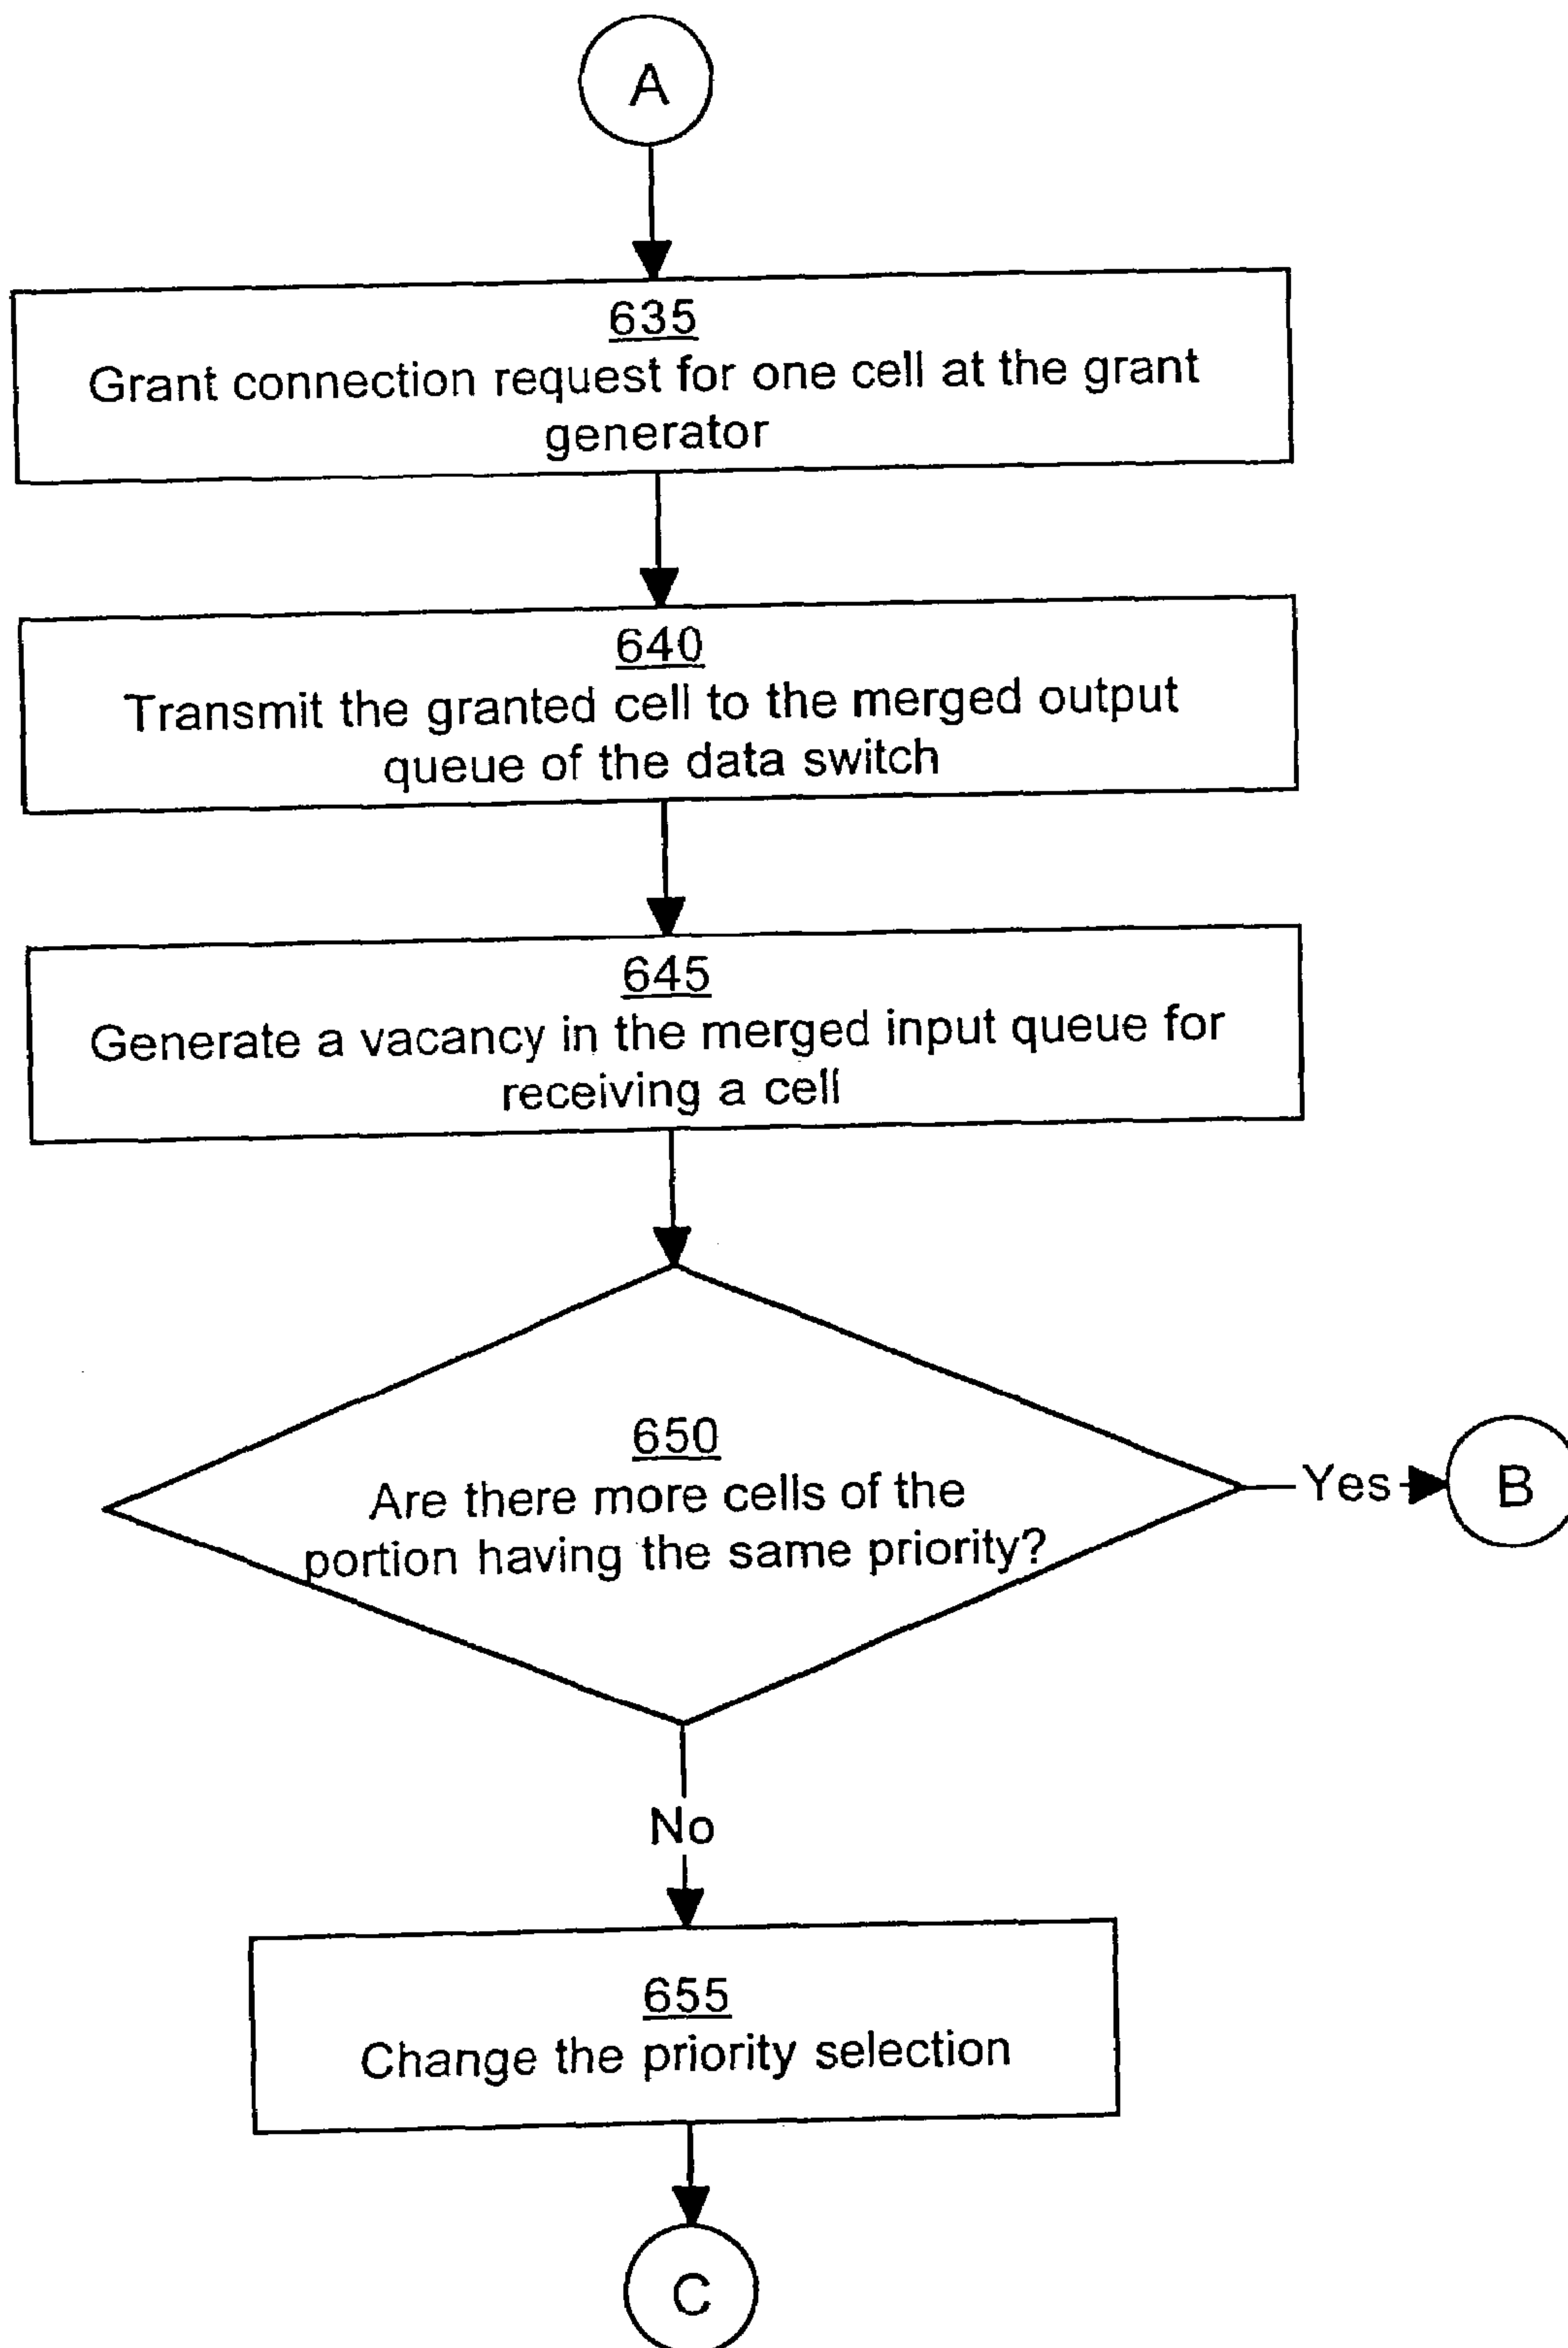 A
635
Grant connection request for one cell at the grant
generator
640
Transmit the granted cell to the merged output
queue of the data switch
645
Generate a vacancy in the merged input queue for
receiving a cell
650
Are there more cells of the
portion having the same priority?
Yes
B
No
655
Change the priority selection
C